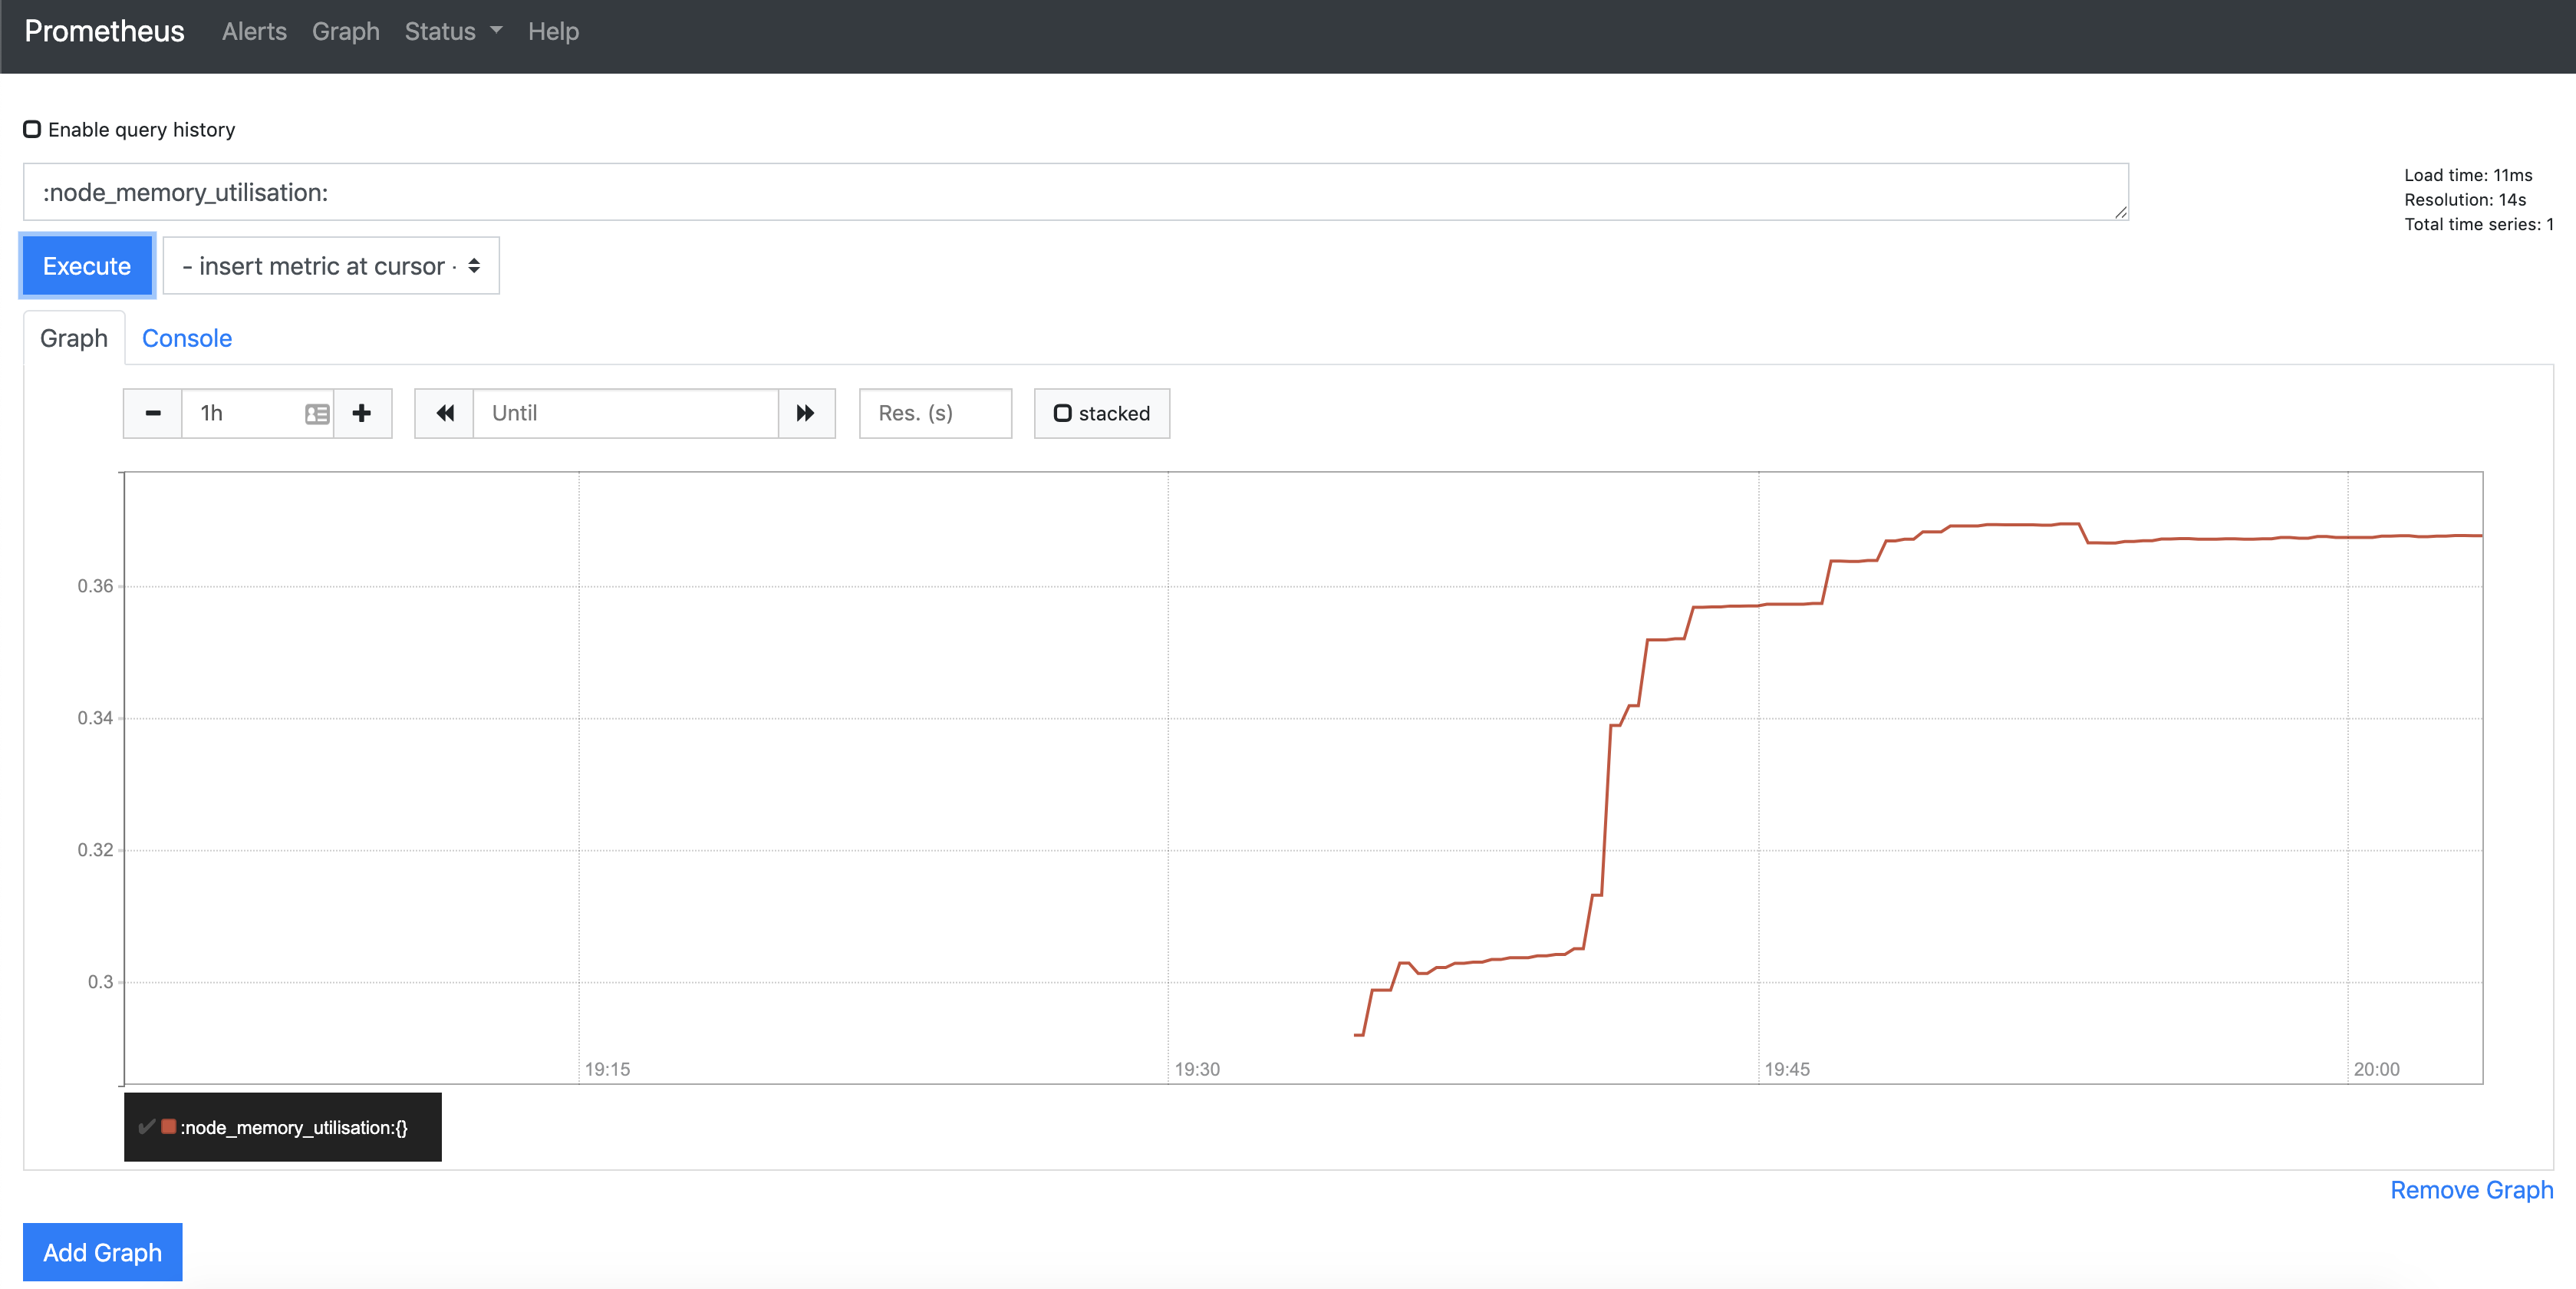 Prometheus Alerts Graph Status Help
Enable query history
:node_memory_utilisation:
Load time: 11ms
Resolution: 14s
Total time series: 1
Execute - insert metric at cursor -
Graph Console
1h Until Res. (s) stacked
0.36
0.34
0.32
0.3
19:15 19:30 19:45 20:00
:node_memory_utilisation:{}
Remove Graph
Add Graph